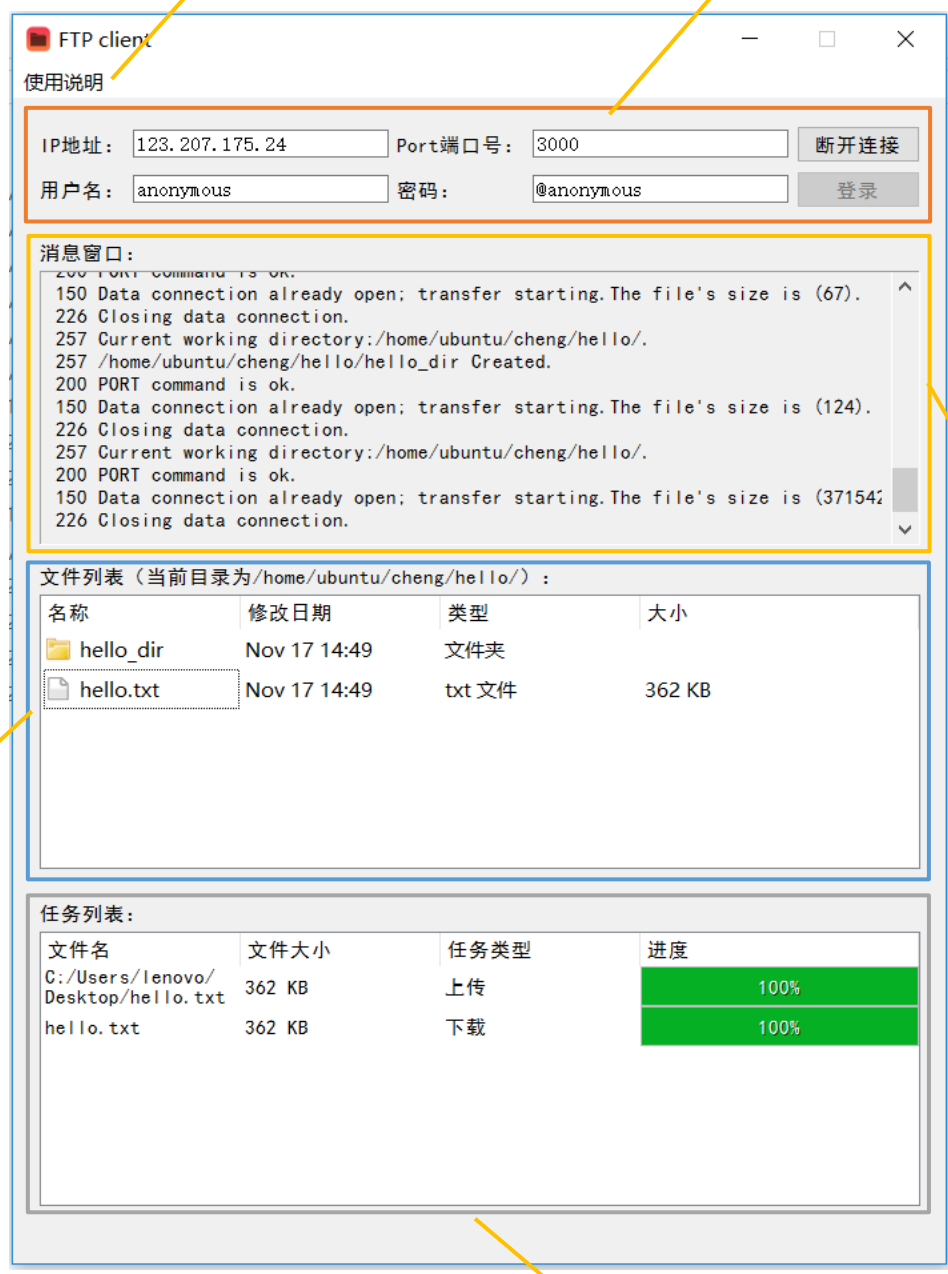 FTP client
使用说明
IP地址： 123.207.175.24 Port端口号： 3000 断开连接
用户名： anonymous 密码： @anonymous 登录
消息窗口：
200 PORT command is ok.
150 Data connection already open; transfer starting.The file's size is (67).
226 Closing data connection.
257 Current working directory:/home/ubuntu/cheng/hello/.
257 /home/ubuntu/cheng/hello/hello_dir Created.
200 PORT command is ok.
150 Data connection already open; transfer starting.The file's size is (124).
226 Closing data connection.
257 Current working directory:/home/ubuntu/cheng/hello/.
200 PORT command is ok.
150 Data connection already open; transfer starting.The file's size is (371542
226 Closing data connection.
文件列表（当前目录为/home/ubuntu/cheng/hello/）：
名称 修改日期 类型 大小
hello_dir Nov 17 14:49 文件夹
hello.txt Nov 17 14:49 txt 文件 362 KB
任务列表：
文件名 文件大小 任务类型 进度
C:/Users/lenovo/
Desktop/hello.txt 362 KB 上传 100%
hello.txt 362 KB 下载 100%